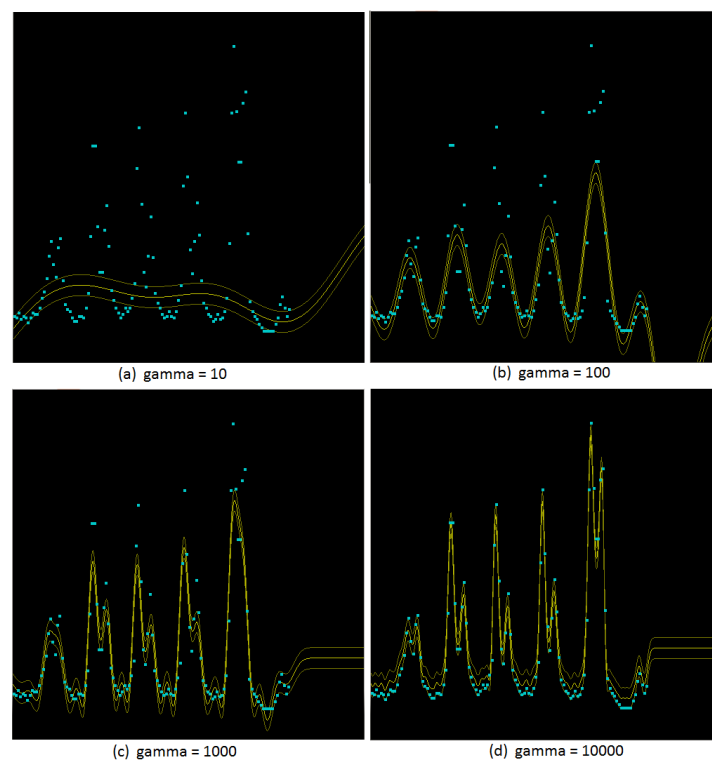 (a) gamma = 10
(b) gamma = 100
(c) gamma = 1000
(d) gamma = 10000